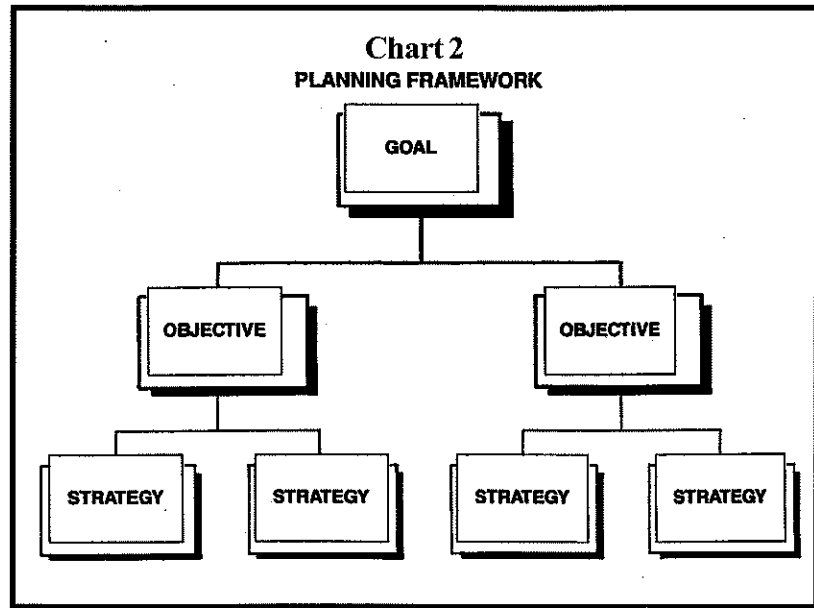 Chart 2
PLANNING FRAMEWORK
GOAL
OBJECTIVE OBJECTIVE
STRATEGY STRATEGY STRATEGY STRATEGY